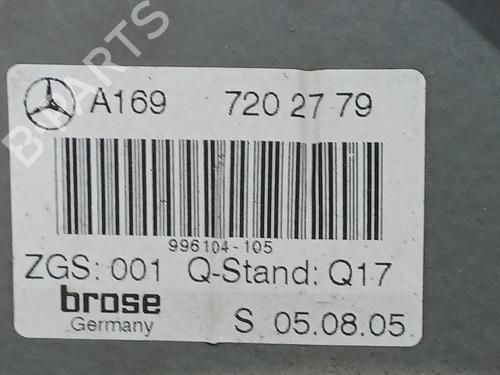 A169 720 27 79
996104-105
ZGS: 001 Q-Stand: Q17
brose
Germany S 05.08.05